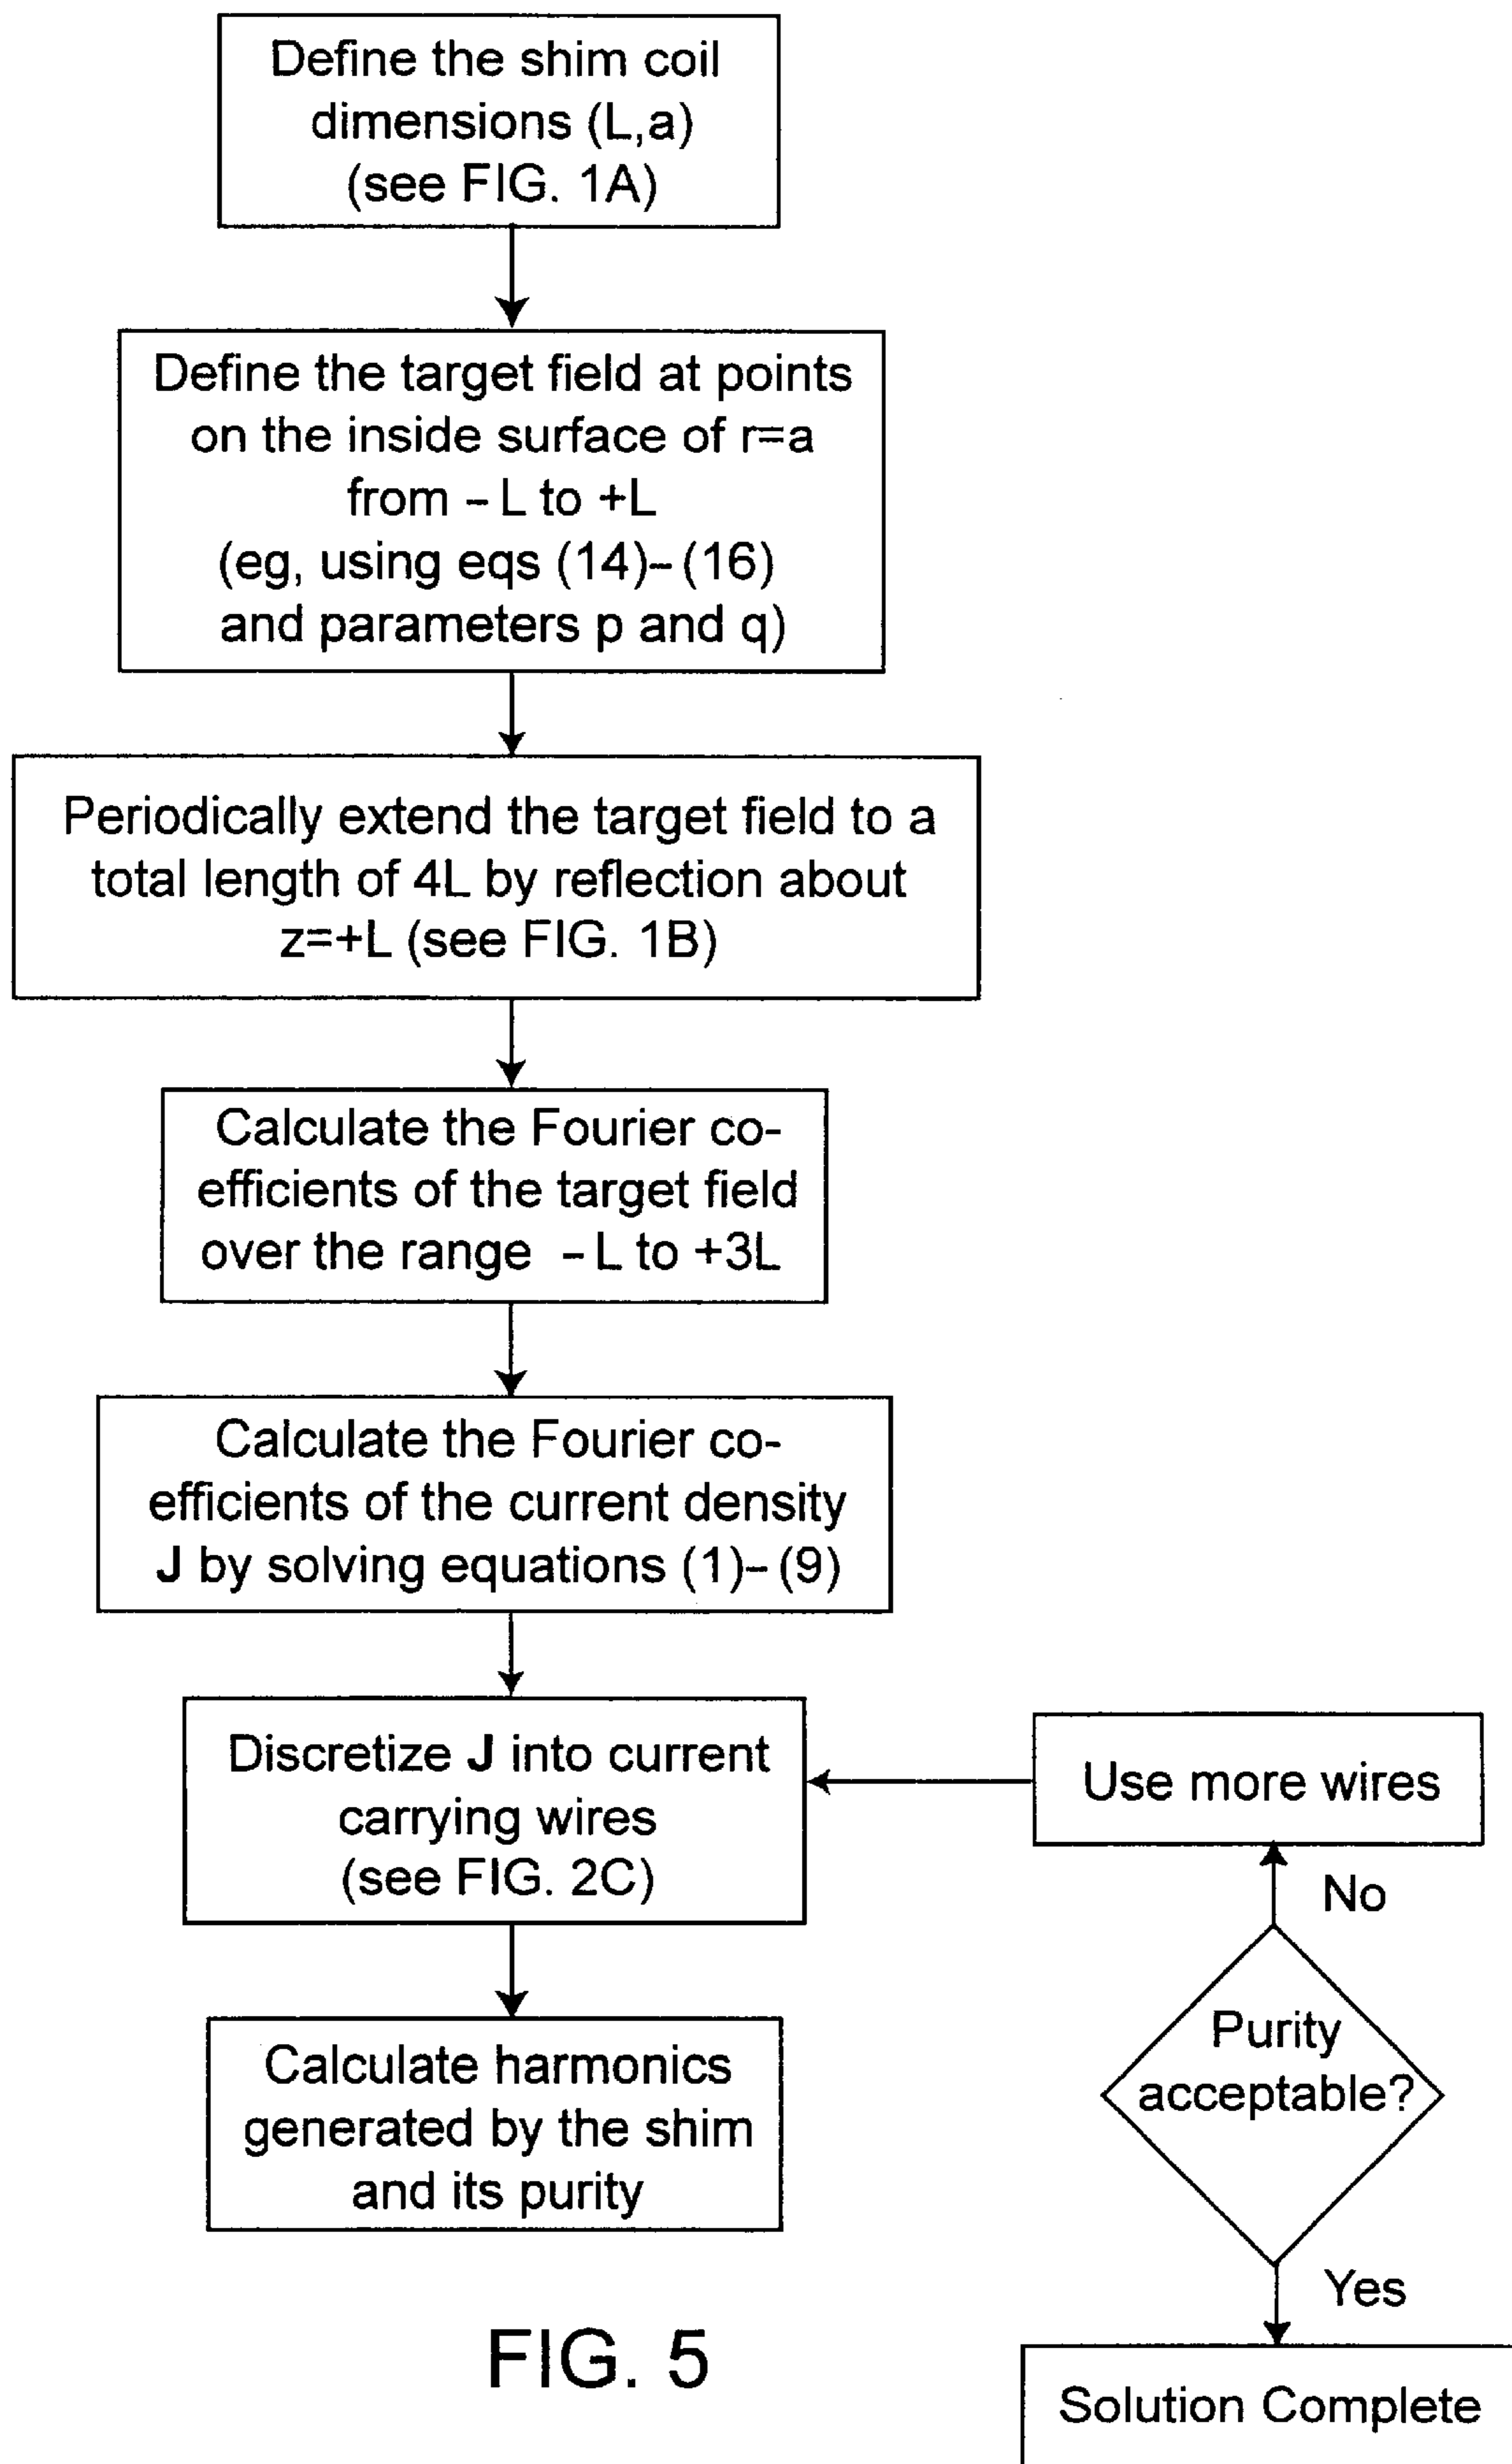 Define the shim coil
dimensions (L,a)
(see FIG. 1A)
Define the target field at points
on the inside surface of r=a
from – L to +L
(eg, using eqs (14)– (16)
and parameters p and q)
Periodically extend the target field to a
total length of 4L by reflection about
z=+L (see FIG. 1B)
Calculate the Fourier co-
efficients of the target field
over the range – L to +3L
Calculate the Fourier co-
efficients of the current density
J by solving equations (1)– (9)
Discretize J into current
carrying wires
(see FIG. 2C)
Use more wires
No
Calculate harmonics
generated by the shim
and its purity
Purity
acceptable?
Yes
Solution Complete
FIG. 5